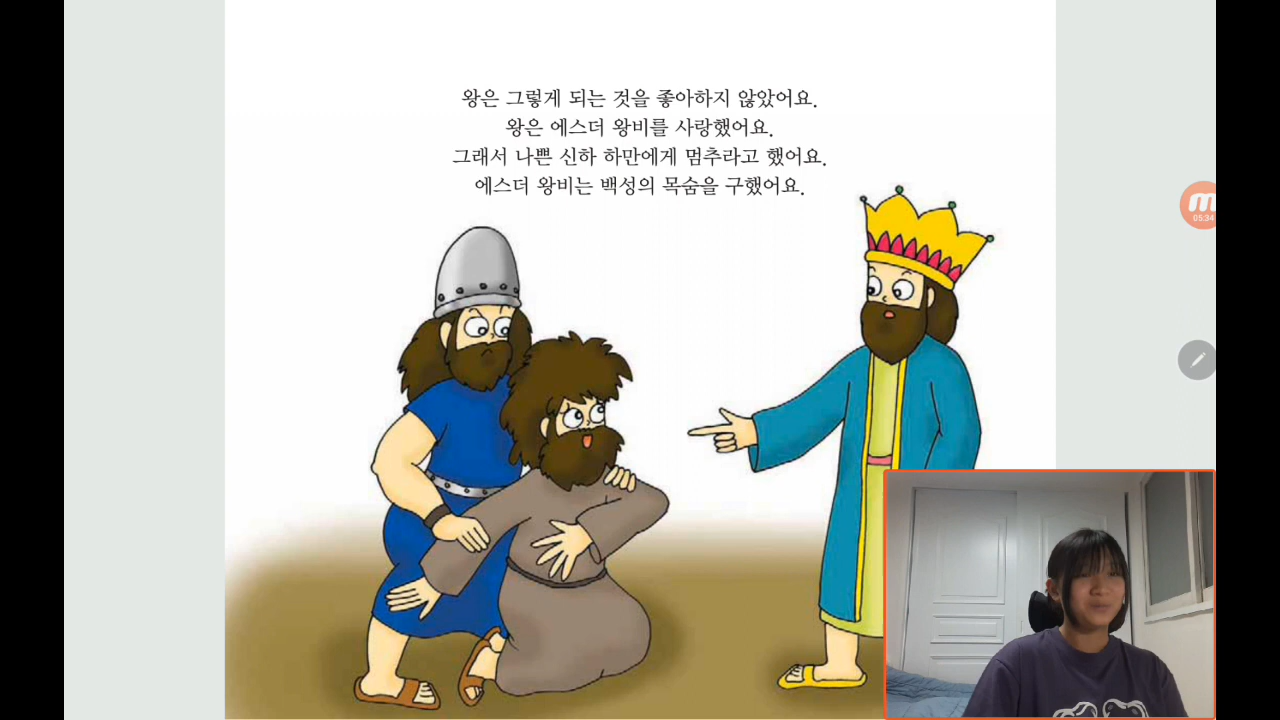 왕은 그렇게 되는 것을 좋아하지 않았어요.
왕은 에스더 왕비를 사랑했어요.
그래서 나쁜 신하 하만에게 멈추라고 했어요.
에스더 왕비는 백성의 목숨을 구했어요.
m
05:34